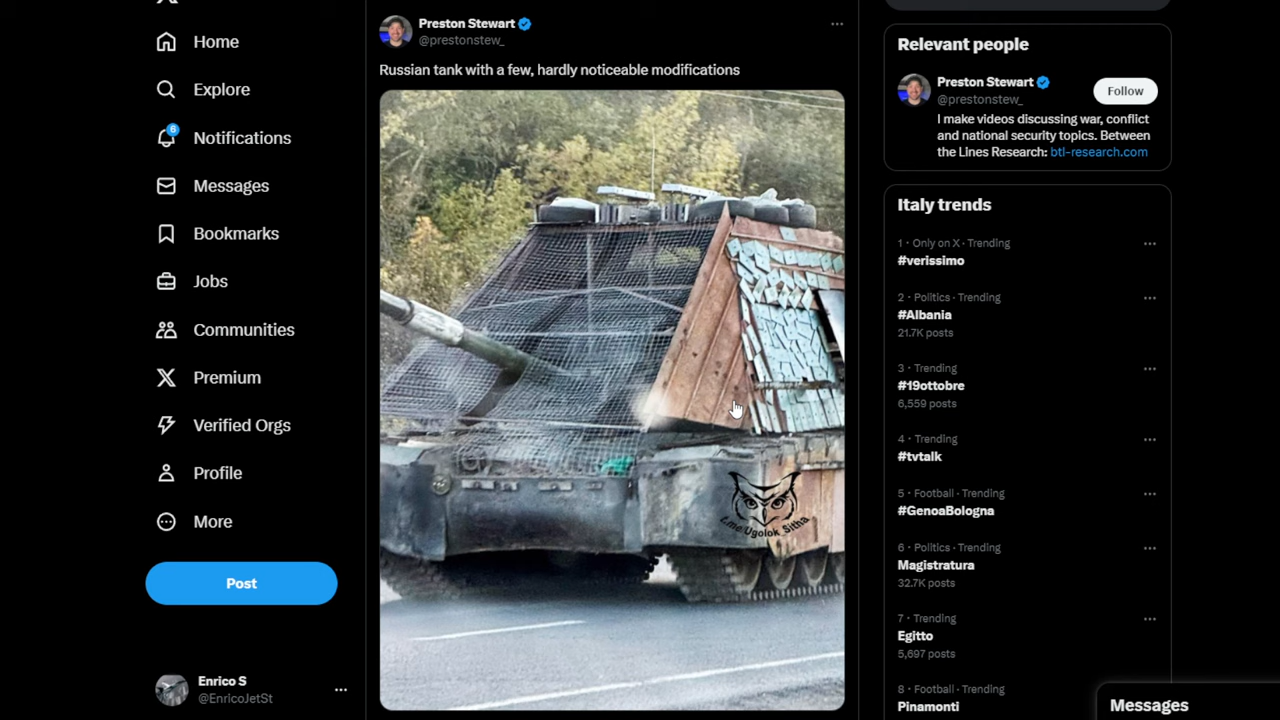 Home
Explore
6
Notifications
Messages
Bookmarks
Jobs
Communities
Premium
Verified Orgs
Profile
More
Post
Enrico S
@EnricoJetSt
Preston Stewart
@prestonstew_
Russian tank with a few, hardly noticeable modifications
t.me/Ugolok_Sitha
Relevant people
Preston Stewart
@prestonstew_
Follow
I make videos discussing war, conflict
and national security topics. Between
the Lines Research: btl-research.com
Italy trends
1 · Only on X · Trending
#verissimo
2 · Politics · Trending
#Albania
21.7K posts
3 · Trending
#19ottobre
6,559 posts
4 · Trending
#tvtalk
5 · Football · Trending
#GenoaBologna
6 · Politics · Trending
Magistratura
32.7K posts
7 · Trending
Egitto
5,697 posts
8 · Football · Trending
Pinamonti
Messages